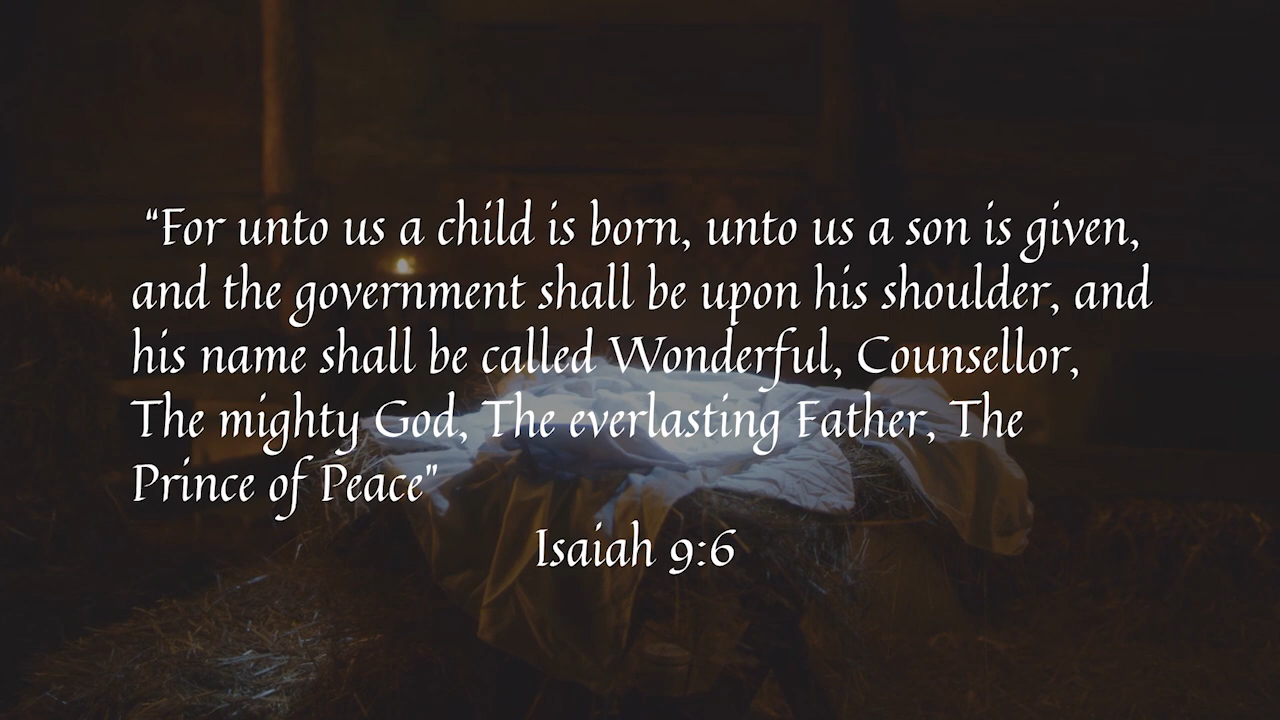 “For unto us a child is born, unto us a son is given,
and the government shall be upon his shoulder, and
his name shall be called Wonderful, Counsellor,
The mighty God, The everlasting Father, The
Prince of Peace"
Isaiah 9:6